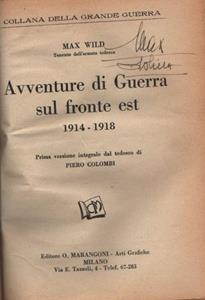 COLLANA DELLA GRANDE GUERRA
MAX WILD
Tenente dell'armata tedesca
Avventure di Guerra
sul fronte est
1914-1918
Prima versione integrale dal tedesco di
PIERO COLOMBI
Editore O. MARANGONI - Arti Grafiche
MILANO
Via E. Tazzoli, 4 - Telef. 67-283